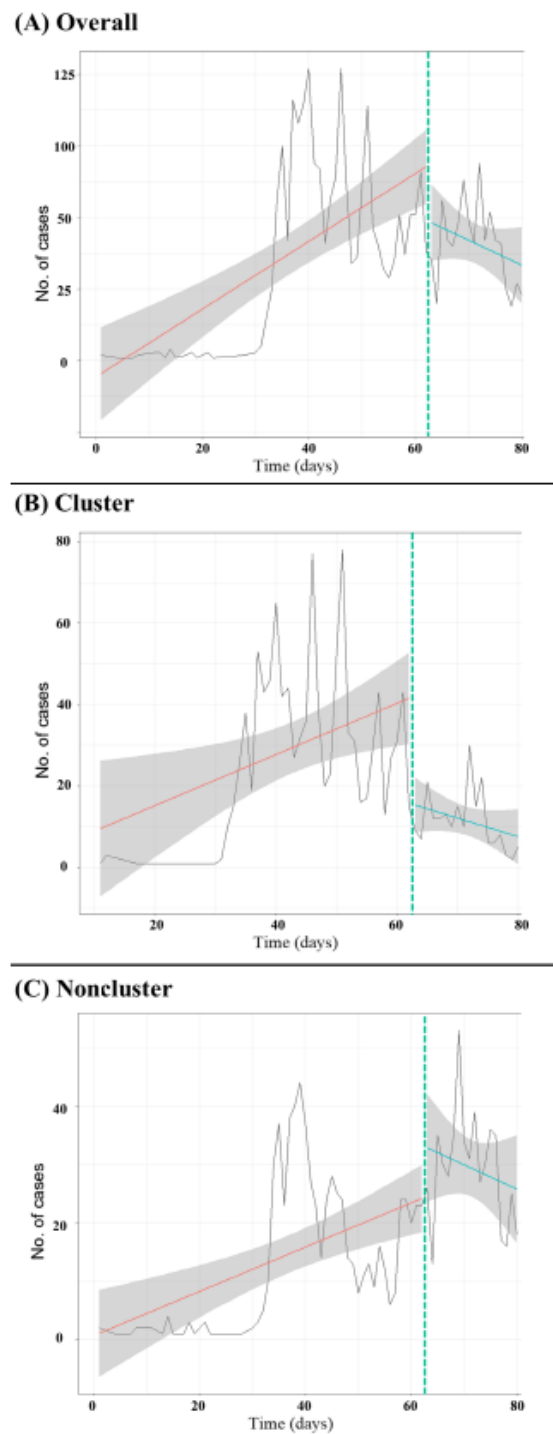 (A) Overall
125
100
50
25
0
No. of cases
0 20 40 60 80
Time (days)
(B) Cluster
80
60
40
20
0
No. of cases
20 40 60 80
Time (days)
(C) Noncluster
40
20
0
No. of cases
0 20 40 60 80
Time (days)